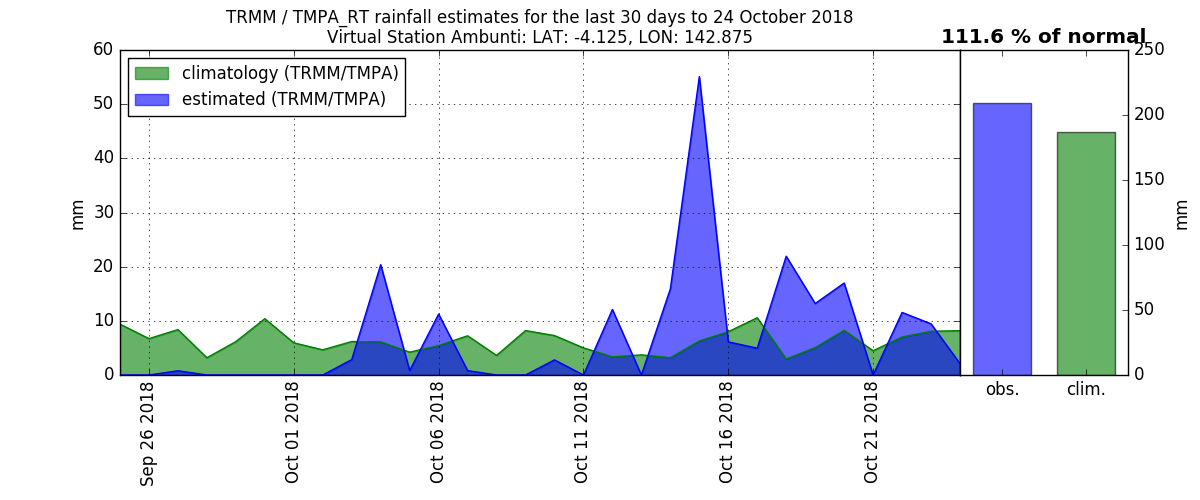 TRMM / TMPA_RT rainfall estimates for the last 30 days to 24 October 2018
Virtual Station Ambunti: LAT: -4.125, LON: 142.875
111.6 % of normal
climatology (TRMM/TMPA)
estimated (TRMM/TMPA)
60
50
40
30
20
10
0
mm
Sep 26 2018
Oct 01 2018
Oct 06 2018
Oct 11 2018
Oct 16 2018
Oct 21 2018
obs.
clim.
250
200
150
100
50
0
mm